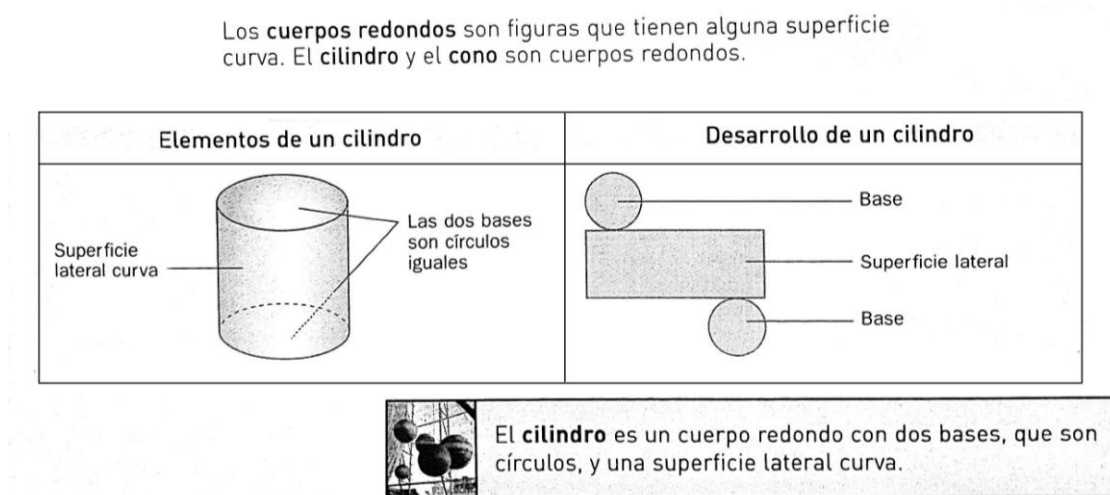 Los cuerpos redondos son figuras que tienen alguna superficie
curva. El cilindro y el cono son cuerpos redondos.
Elementos de un cilindro
Desarrollo de un cilindro
Superficie
lateral curva
Las dos bases
son círculos
iguales
Base
Superficie lateral
Base
El cilindro es un cuerpo redondo con dos bases, que son
círculos, y una superficie lateral curva.